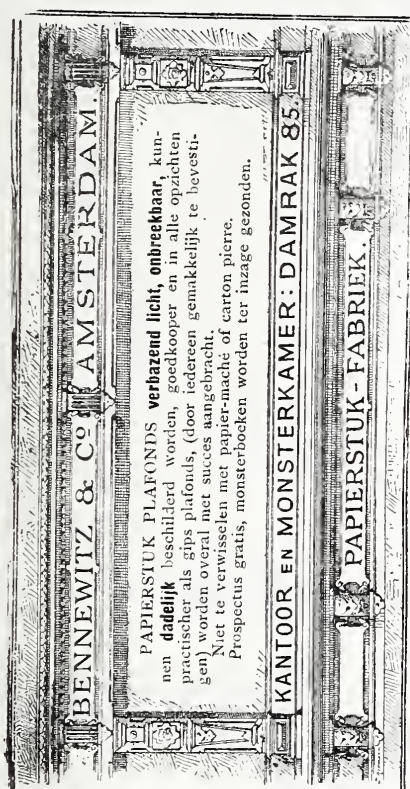 BENNEWITZ & Cº AMSTERDAM.
PAPIERSTUK PLAFONDS verbazend licht, onbreekbaar, kun-
nen dadelijk beschilderd worden, goedkooper en in alle opzichten
practischer als gips plafonds, (door iedereen gemakkelijk te bevesti-
gen) worden overal met succes aangebracht.
Niet te verwisselen met papier-maché of carton pierre.
Prospectus gratis, monsterboeken worden ter inzage gezonden.
KANTOOR EN MONSTERKAMER: DAMRAK 85.
PAPIERSTUK-FABRIEK.